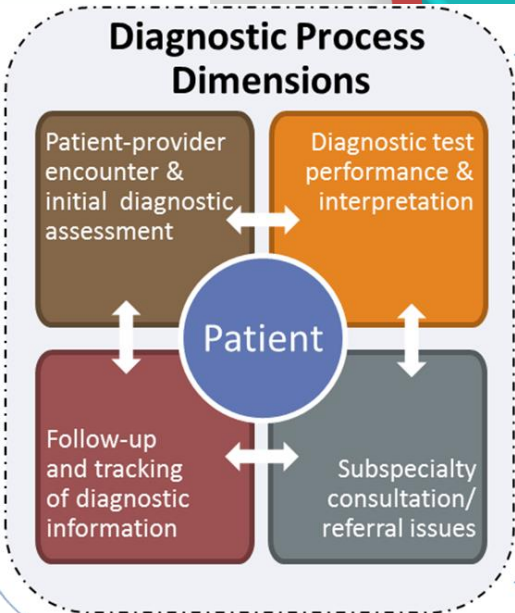 Diagnostic Process
Dimensions
Patient-provider
encounter &
initial diagnostic
assessment
Diagnostic test
performance &
interpretation
Patient
Follow-up
and tracking
of diagnostic
information
Subspecialty
consultation/
referral issues